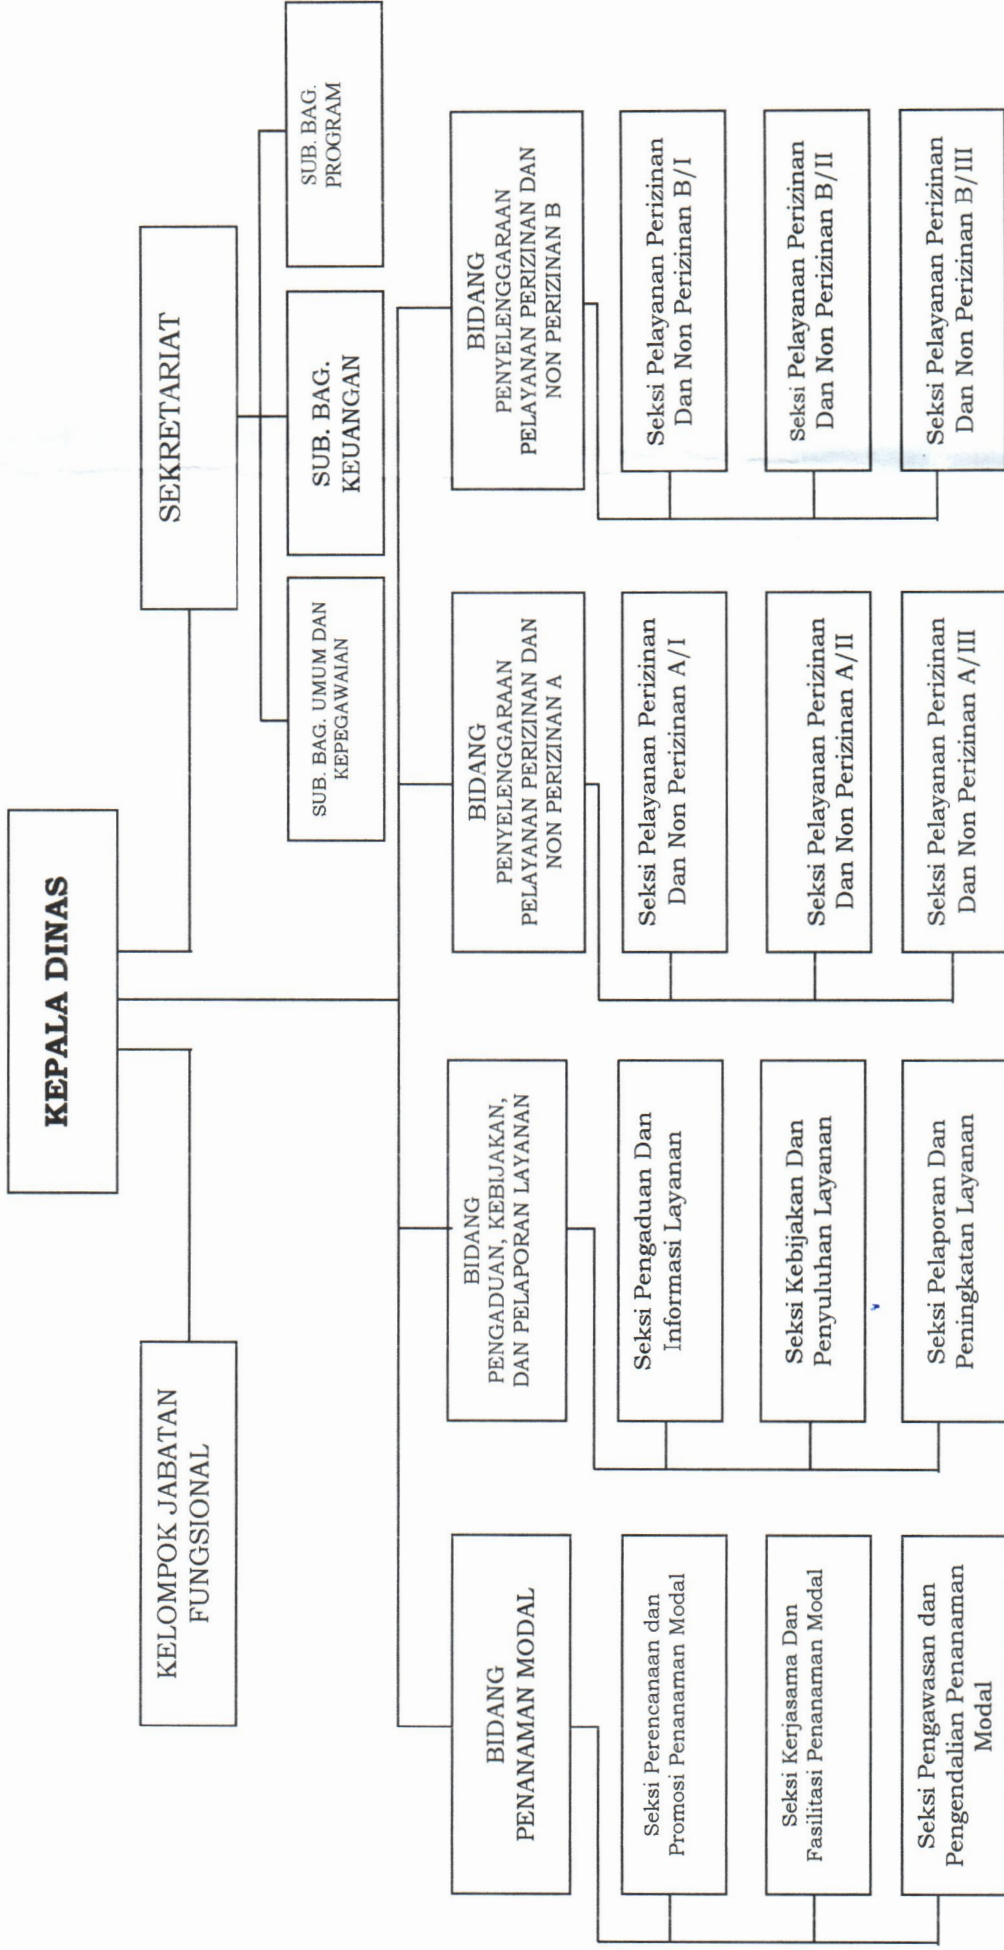 KEPALA DINAS
KELOMPOK JABATAN
FUNGSIONAL
SEKRETARIAT
SUB. BAG. UMUM DAN
KEPEGAWAIAN
SUB. BAG.
KEUANGAN
SUB. BAG.
PROGRAM
BIDANG
PENANAMAN MODAL
Seksi Perencanaan dan
Promosi Penanaman Modal
Seksi Kerjasama Dan
Fasilitasi Penanaman Modal
Seksi Pengawasan dan
Pengendalian Penanaman
Modal
BIDANG
PENGADUAN, KEBIJAKAN,
DAN PELAPORAN LAYANAN
Seksi Pengaduan Dan
Informasi Layanan
Seksi Kebijakan Dan
Penyuluhan Layanan
Seksi Pelaporan Dan
Peningkatan Layanan
BIDANG
PENYELENGGARAAN
PELAYANAN PERIZINAN DAN
NON PERIZINAN A
Seksi Pelayanan Perizinan
Dan Non Perizinan A/I
Seksi Pelayanan Perizinan
Dan Non Perizinan A/II
Seksi Pelayanan Perizinan
Dan Non Perizinan A/III
BIDANG
PENYELENGGARAAN
PELAYANAN PERIZINAN DAN
NON PERIZINAN B
Seksi Pelayanan Perizinan
Dan Non Perizinan B/I
Seksi Pelayanan Perizinan
Dan Non Perizinan B/II
Seksi Pelayanan Perizinan
Dan Non Perizinan B/III